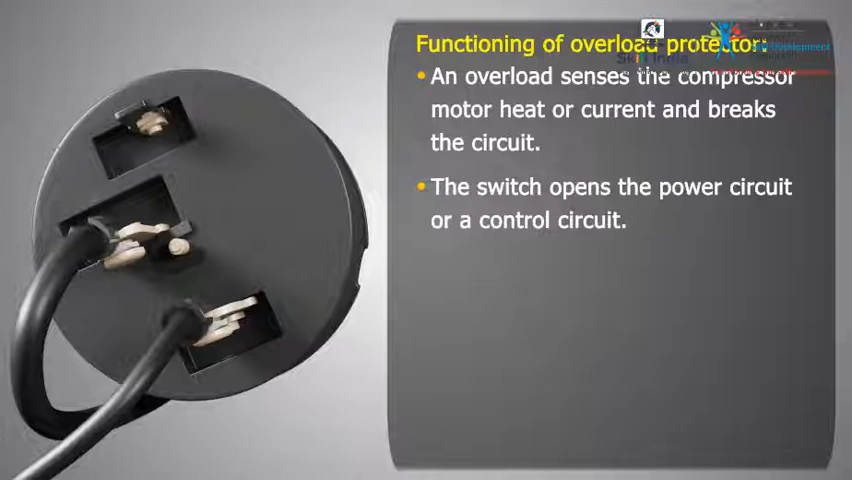 Functioning of overload protector:
• An overload senses the compressor
motor heat or current and breaks
the circuit.
• The switch opens the power circuit
or a control circuit.